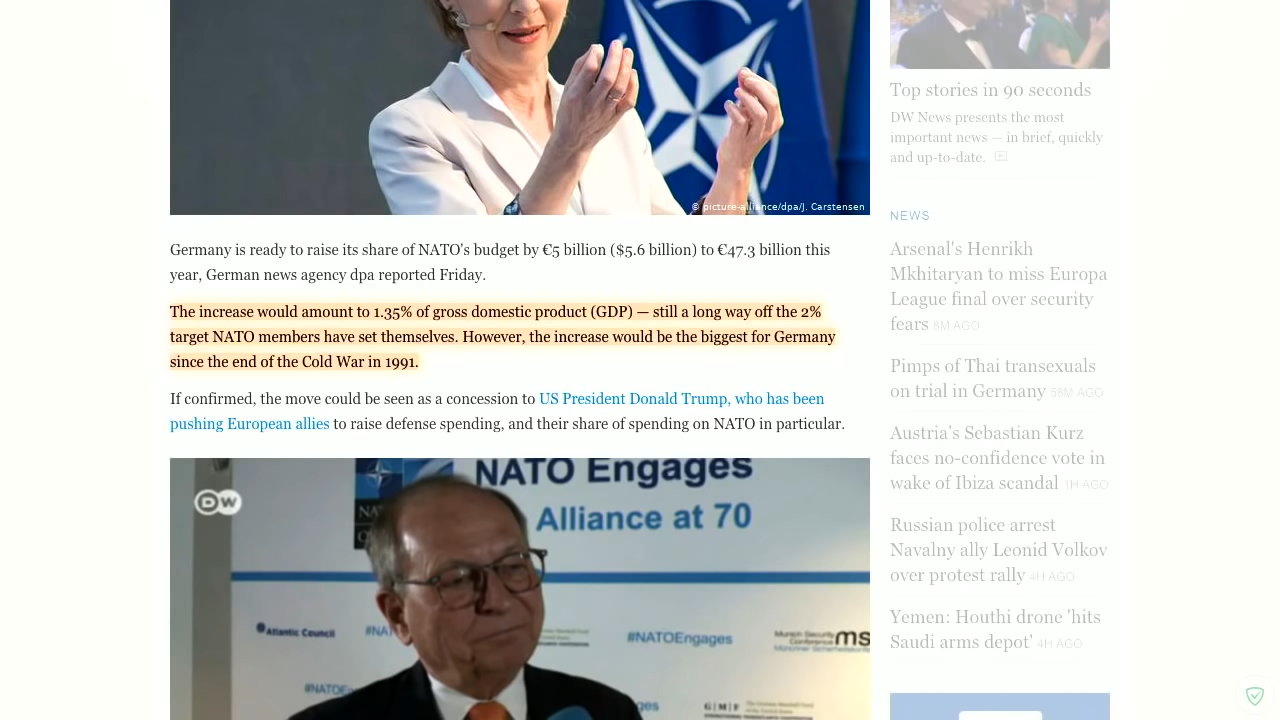 © picture-alliance/dpa/J. Carstensen
Germany is ready to raise its share of NATO's budget by €5 billion ($5.6 billion) to €47.3 billion this
year, German news agency dpa reported Friday.
The increase would amount to 1.35% of gross domestic product (GDP) — still a long way off the 2%
target NATO members have set themselves. However, the increase would be the biggest for Germany
since the end of the Cold War in 1991.
If confirmed, the move could be seen as a concession to US President Donald Trump, who has been
pushing European allies to raise defense spending, and their share of spending on NATO in particular.
DW
NATO Engages
Alliance at 70
Atlantic Council
#NATOEngages
Munich Security
Conference
ms
#NATOE
ges
G | M | F
Top stories in 90 seconds
DW News presents the most
important news — in brief, quickly
and up-to-date.
NEWS
Arsenal's Henrikh
Mkhitaryan to miss Europa
League final over security
fears 8M AGO
Pimps of Thai transexuals
on trial in Germany 58M AGO
Austria's Sebastian Kurz
faces no-confidence vote in
wake of Ibiza scandal 1H AGO
Russian police arrest
Navalny ally Leonid Volkov
over protest rally 4H AGO
Yemen: Houthi drone 'hits
Saudi arms depot' 4H AGO